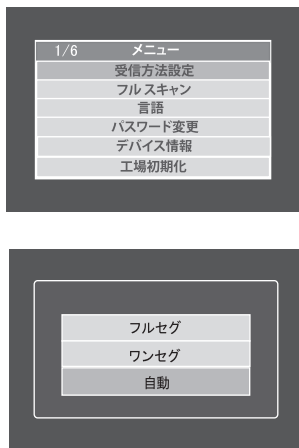 1/6 メニュー
受信方法設定
フル スキャン
言語
パスワード変更
デバイス情報
工場初期化
フルセグ
ワンセグ
自動